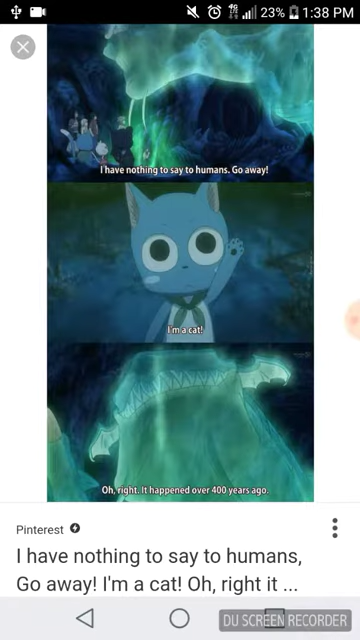 4G
23%
1:38 PM
I have nothing to say to humans. Go away!
I'm a cat!
Oh, right. It happened over 400 years ago.
Pinterest
I have nothing to say to humans,
Go away! I'm a cat! Oh, right it ...
DU SCREEN RECORDER